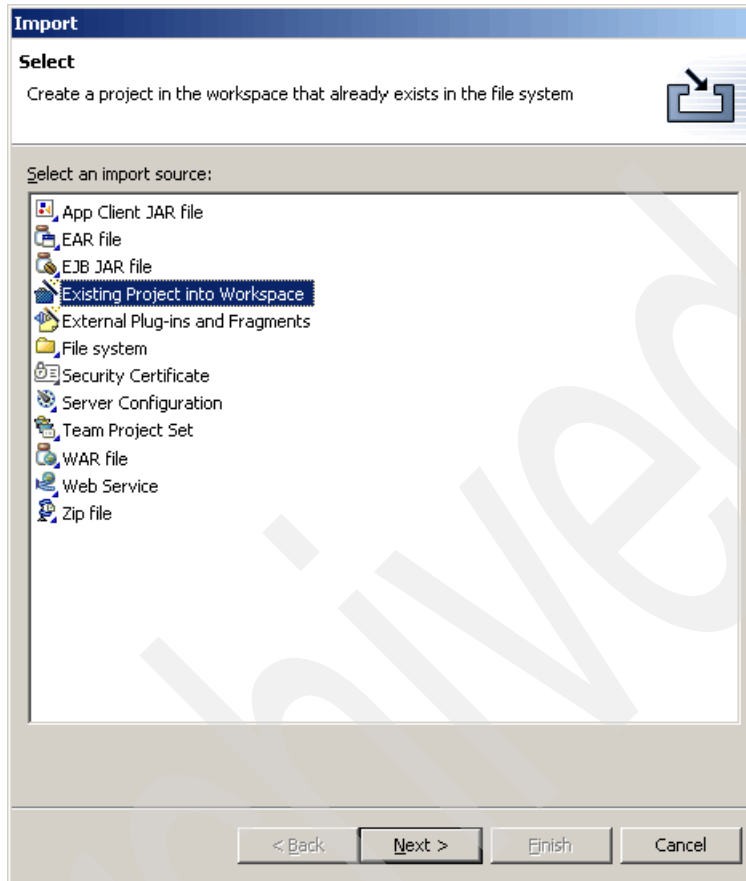 Import
Select
Create a project in the workspace that already exists in the file system
Select an import source:
App Client JAR file
EAR file
EJB JAR file
Existing Project into Workspace
External Plug-ins and Fragments
File system
Security Certificate
Server Configuration
Team Project Set
WAR file
Web Service
Zip file
< Back Next > Finish Cancel